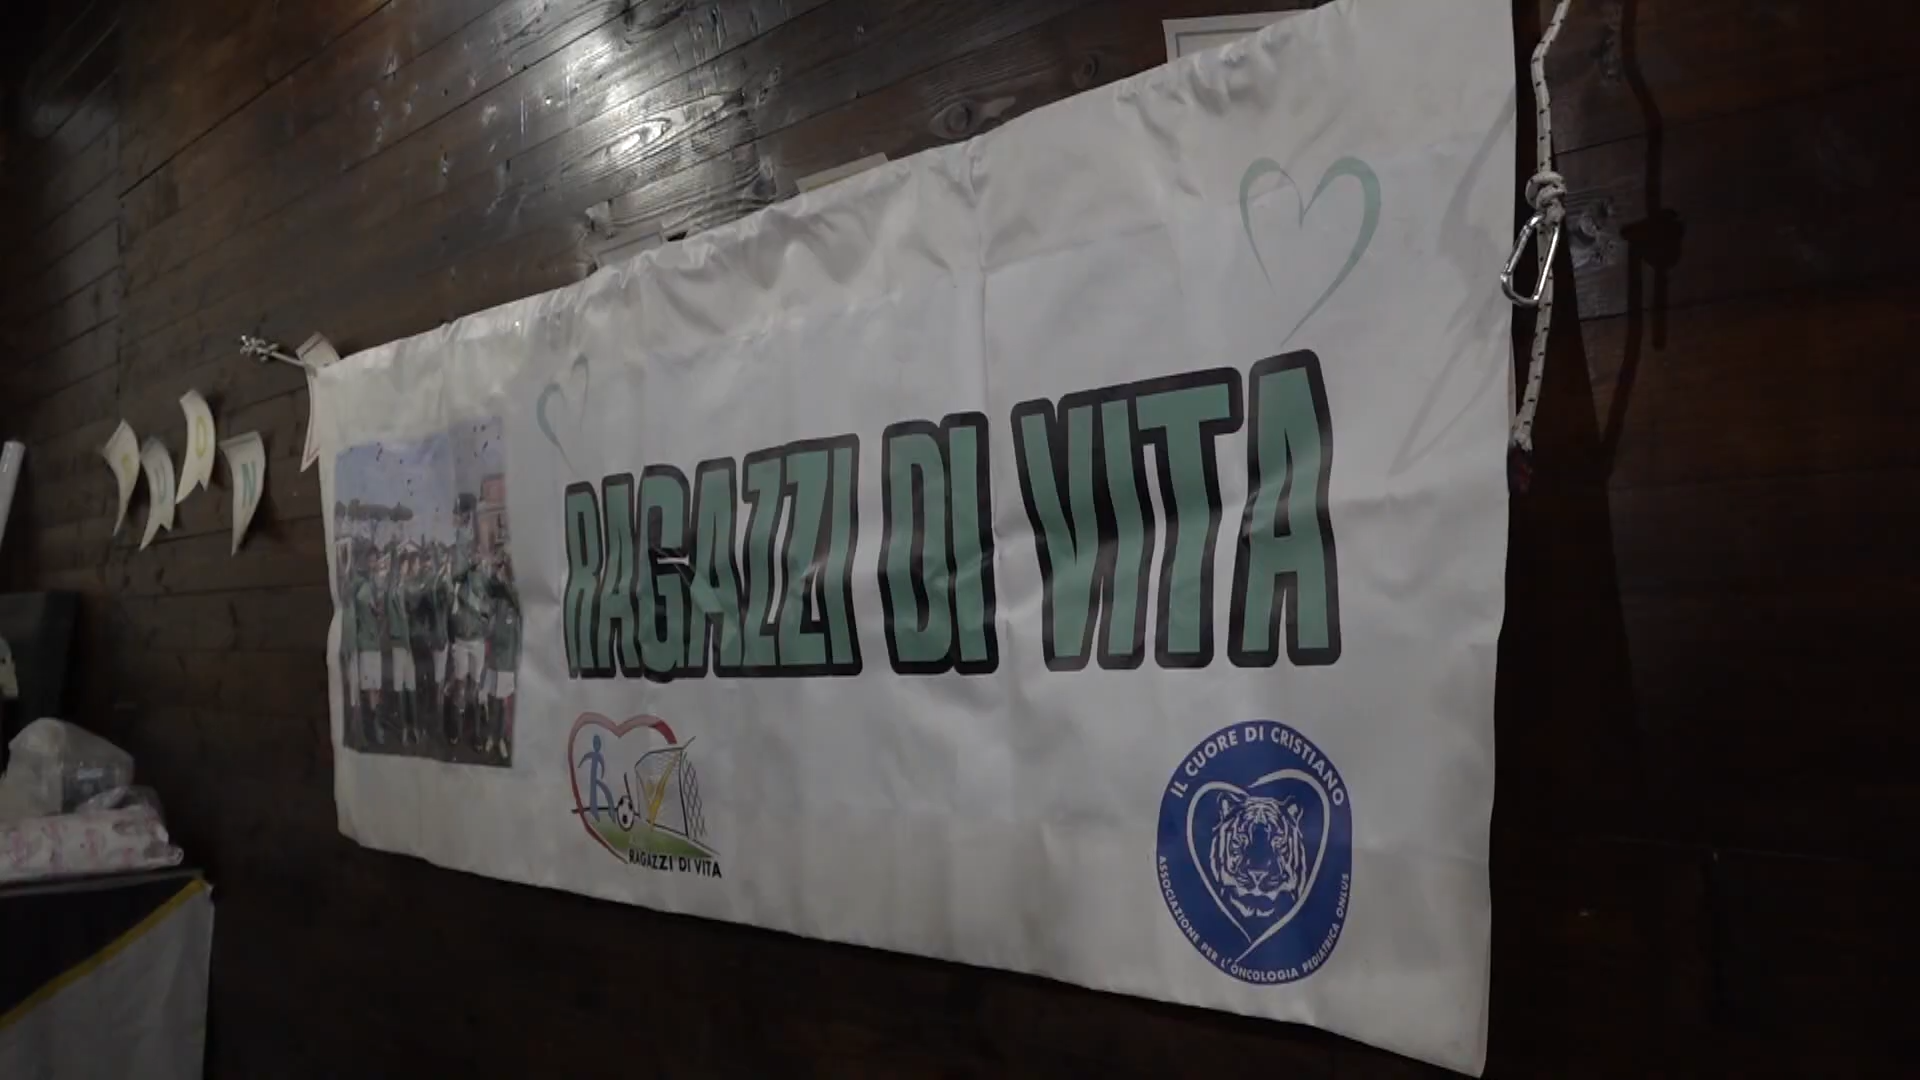 RAGAZZI DI VITA
RAGAZZI DI VITA
IL CUORE DI CRISTIANO
ASSOCIAZIONE PER L'ONCOLOGIA PEDIATRICA ONLUS